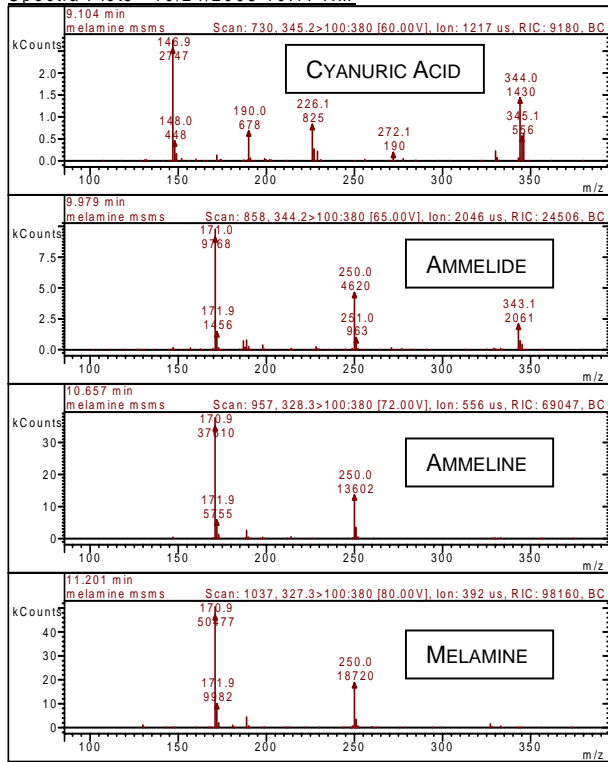 9.104 min
melamine msms Scan: 730, 345.2>100:380 [60.00V], Ion: 1217 us, RIC: 9180, BC
kCounts
146.9
2747
CYANURIC ACID
344.0
1430
2.0
226.1
825
190.0
678
1.5
148.0
448
345.1
556
1.0
272.1
190
0.5
0.0
100 150 200 250 300 350
m/z
9.979 min
melamine msms Scan: 858, 344.2>100:380 [65.00V], Ion: 2046 us, RIC: 24506, BC
kCounts
171.0
9768
AMMELIDE
7.5
250.0
4620
5.0
171.9
1456
251.0
963
343.1
2061
2.5
0.0
100 150 200 250 300 350
m/z
10.657 min
melamine msms Scan: 957, 328.3>100:380 [72.00V], Ion: 556 us, RIC: 69047, BC
kCounts
170.9
37610
AMMELINE
30
250.0
13602
20
171.9
5755
10
0
100 150 200 250 300 350
m/z
11.201 min
melamine msms Scan: 1037, 327.3>100:380 [80.00V], Ion: 392 us, RIC: 98160, BC
kCounts
170.9
50477
MELAMINE
40
250.0
18720
30
171.9
9982
20
10
0
100 150 200 250 300 350
m/z